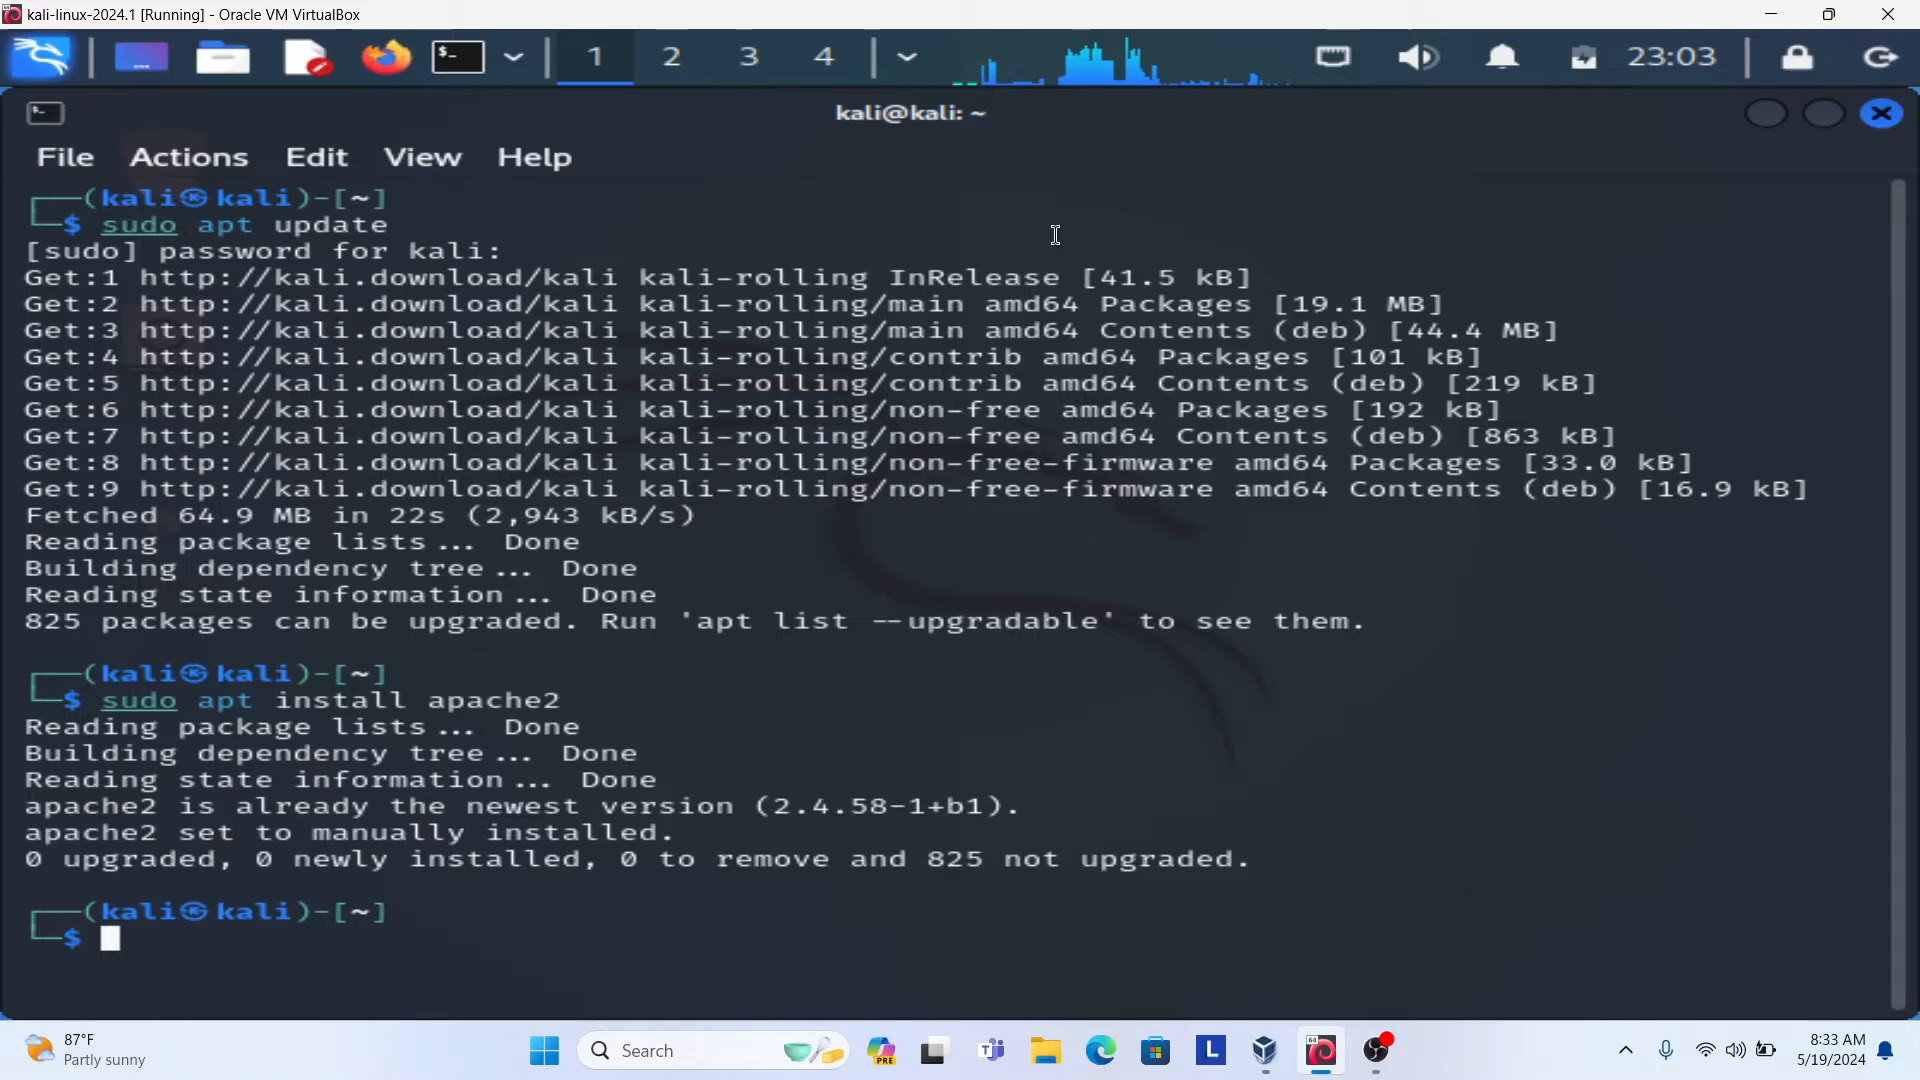 kali-linux-2024.1 [Running] - Oracle VM VirtualBox
1 2 3 4 23:03
kali@kali: ~
File Actions Edit View Help
┌──(kali㉿kali)-[~]
└─$ sudo apt update
[sudo] password for kali:
Get:1 http://kali.download/kali kali-rolling InRelease [41.5 kB]
Get:2 http://kali.download/kali kali-rolling/main amd64 Packages [19.1 MB]
Get:3 http://kali.download/kali kali-rolling/main amd64 Contents (deb) [44.4 MB]
Get:4 http://kali.download/kali kali-rolling/contrib amd64 Packages [101 kB]
Get:5 http://kali.download/kali kali-rolling/contrib amd64 Contents (deb) [219 kB]
Get:6 http://kali.download/kali kali-rolling/non-free amd64 Packages [192 kB]
Get:7 http://kali.download/kali kali-rolling/non-free amd64 Contents (deb) [863 kB]
Get:8 http://kali.download/kali kali-rolling/non-free-firmware amd64 Packages [33.0 kB]
Get:9 http://kali.download/kali kali-rolling/non-free-firmware amd64 Contents (deb) [16.9 kB]
Fetched 64.9 MB in 22s (2,943 kB/s)
Reading package lists... Done
Building dependency tree... Done
Reading state information... Done
825 packages can be upgraded. Run 'apt list --upgradable' to see them.
┌──(kali㉿kali)-[~]
└─$ sudo apt install apache2
Reading package lists... Done
Building dependency tree... Done
Reading state information... Done
apache2 is already the newest version (2.4.58-1+b1).
apache2 set to manually installed.
0 upgraded, 0 newly installed, 0 to remove and 825 not upgraded.
┌──(kali㉿kali)-[~]
└─$
87°F
Partly sunny
Search
PRE
L
64
8:33 AM
5/19/2024